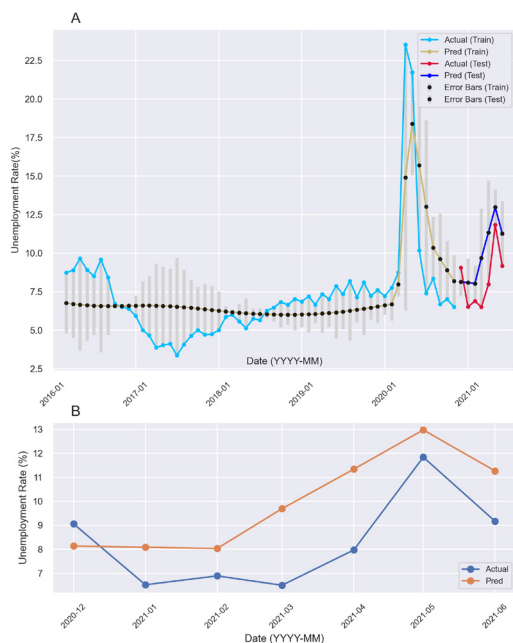 A
Unemployment Rate(%)
22.5
20.0
17.5
15.0
12.5
10.0
7.5
5.0
2.5
Actual (Train)
Pred (Train)
Actual (Test)
Pred (Test)
Error Bars (Train)
Error Bars (Test)
2016-01
2017-01
2018-01
2019-01
2020-01
2021-01
Date (YYYY-MM)
B
Unemployment Rate (%)
13
12
11
10
9
8
7
Actual
Pred
2020-12
2021-01
2021-02
2021-03
2021-04
2021-05
2021-06
Date (YYYY-MM)